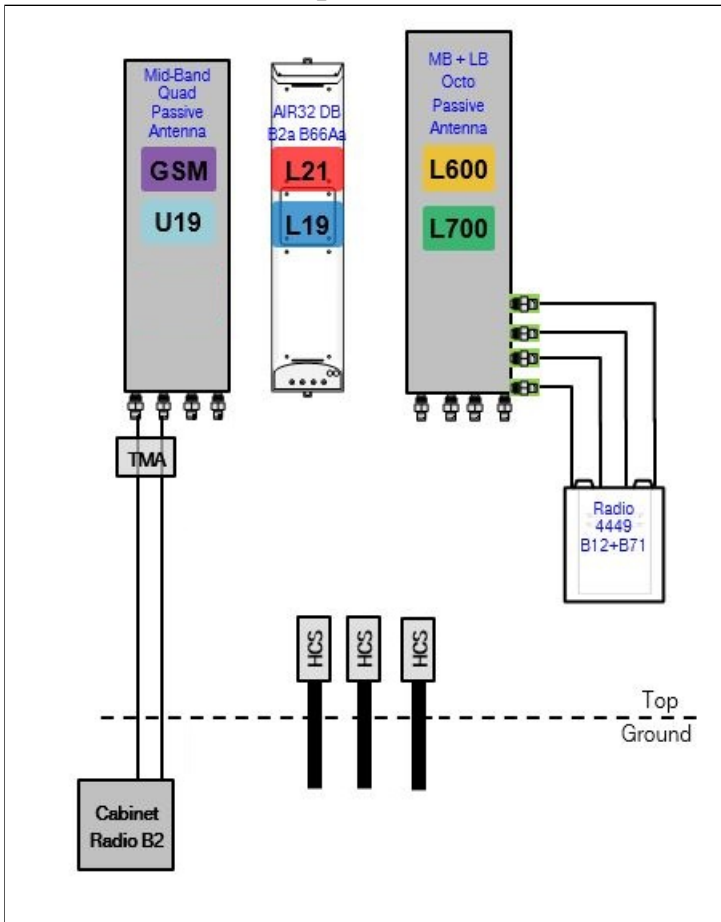 Mid-Band
Quad
Passive
Antenna
GSM
U19
AIR32 DB
B2a B66Aa
L21
L19
MB + LB
Octo
Passive
Antenna
L600
L700
TMA
Radio
4449
B12+B71
HCS
HCS
HCS
Top
Ground
Cabinet
Radio B2